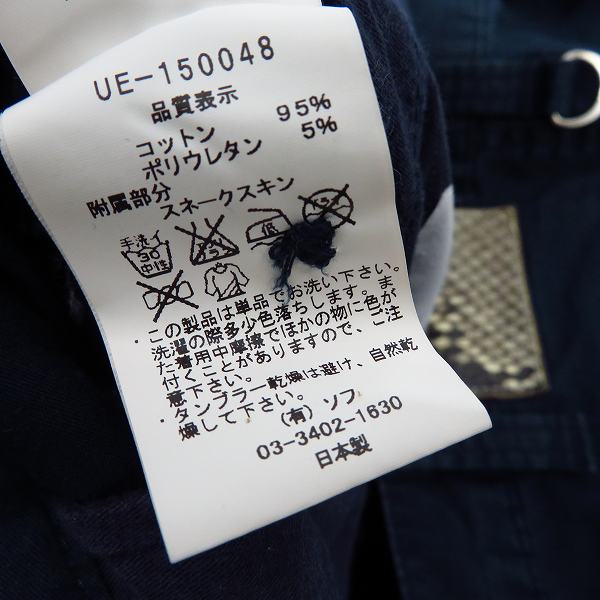 UE-150048
品質表示
コットン 95%
ポリウレタン 5%
附属部分
スネークスキン
手洗イ
30
中性
低
・この製品は単品でお洗い下さい。
洗濯の際多少色落ちします。ま
た着用中摩擦でほかの物に色が
付くことがありますので、ご注
意下さい。
・タンブラー乾燥は避け、自然乾
燥して下さい。
(有) ソフ
03-3402-1630
日本製